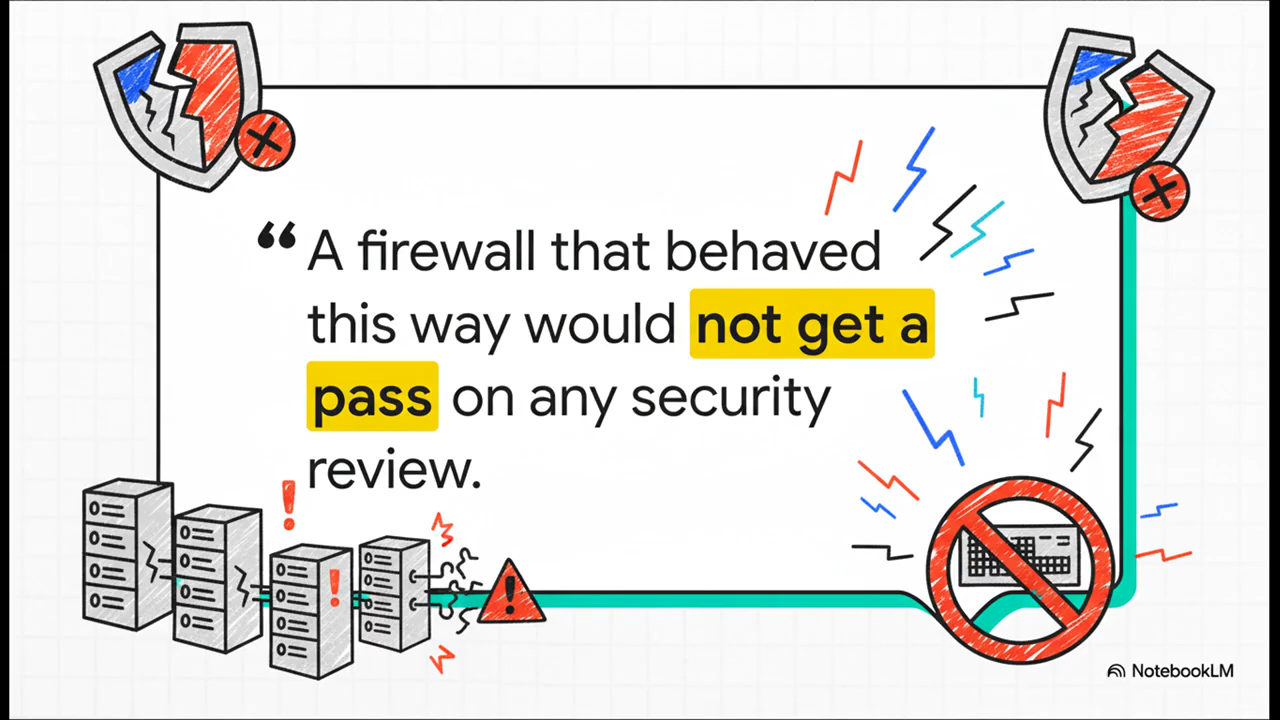 “ A firewall that behaved
this way would not get a
pass on any security
review.
NotebookLM